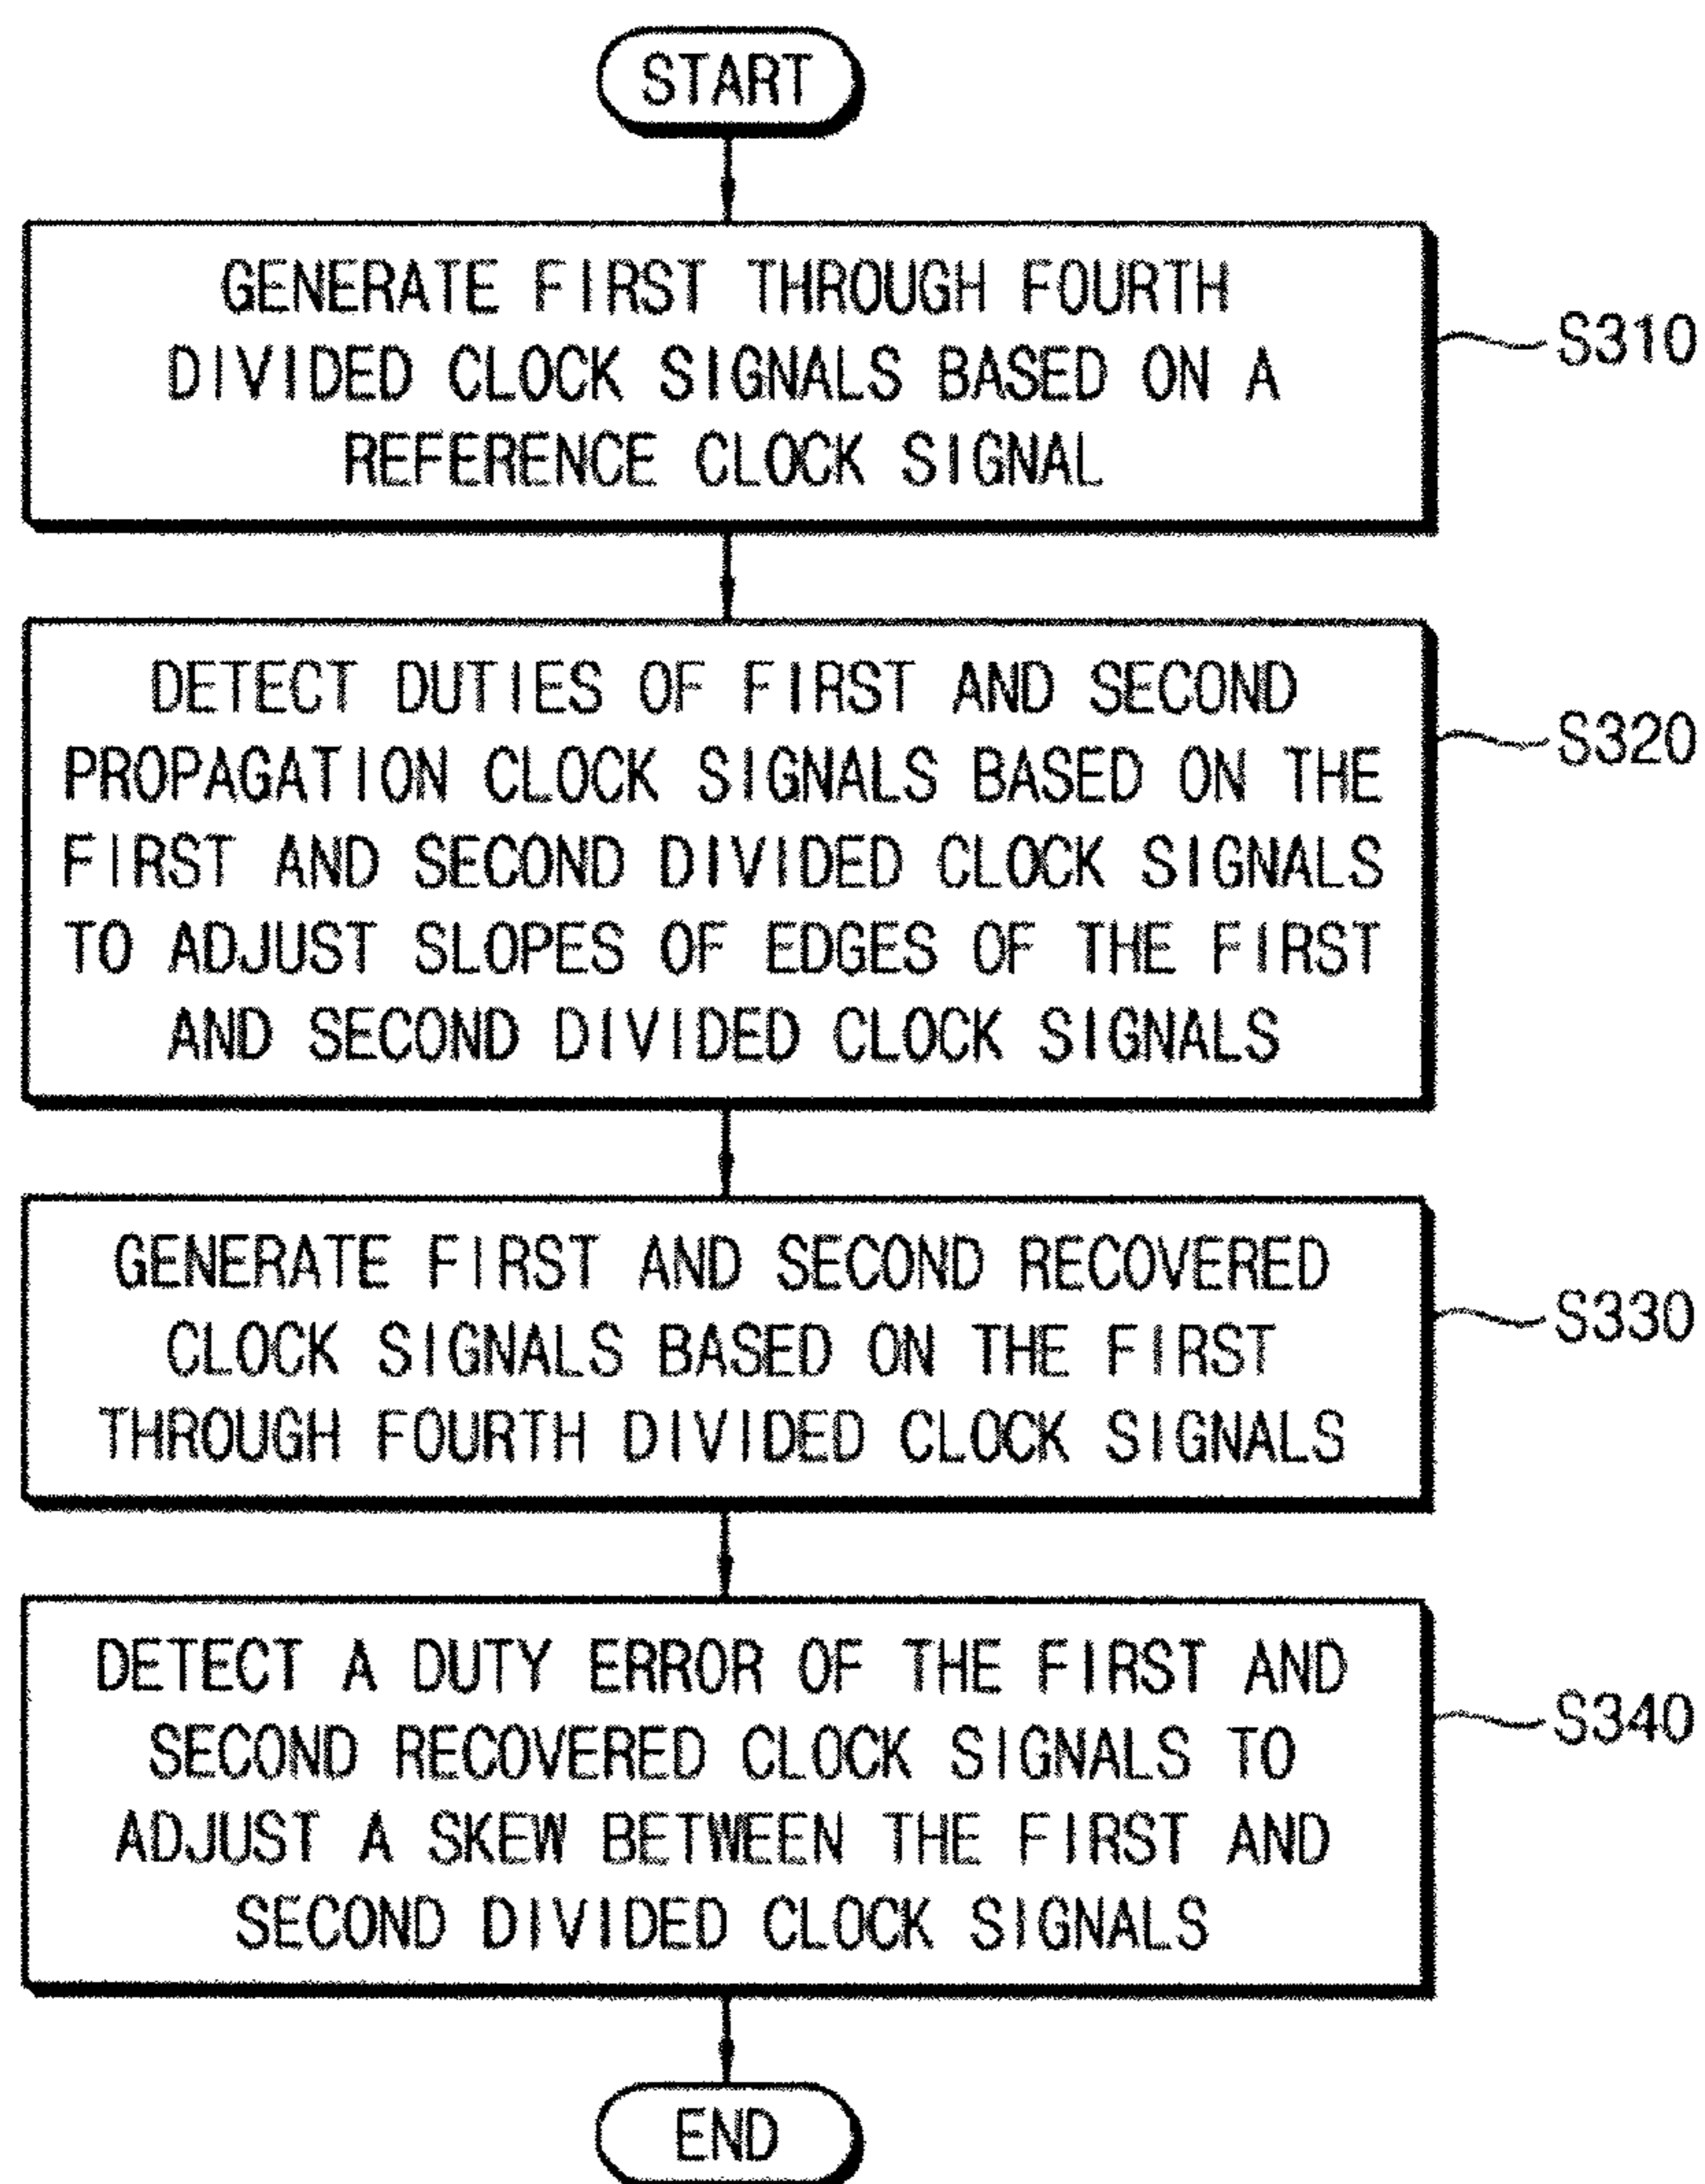 START
GENERATE FIRST THROUGH FOURTH
DIVIDED CLOCK SIGNALS BASED ON A
REFERENCE CLOCK SIGNAL
S310
DETECT DUTIES OF FIRST AND SECOND
PROPAGATION CLOCK SIGNALS BASED ON THE
FIRST AND SECOND DIVIDED CLOCK SIGNALS
TO ADJUST SLOPES OF EDGES OF THE FIRST
AND SECOND DIVIDED CLOCK SIGNALS
S320
GENERATE FIRST AND SECOND RECOVERED
CLOCK SIGNALS BASED ON THE FIRST
THROUGH FOURTH DIVIDED CLOCK SIGNALS
S330
DETECT A DUTY ERROR OF THE FIRST AND
SECOND RECOVERED CLOCK SIGNALS TO
ADJUST A SKEW BETWEEN THE FIRST AND
SECOND DIVIDED CLOCK SIGNALS
S340
END